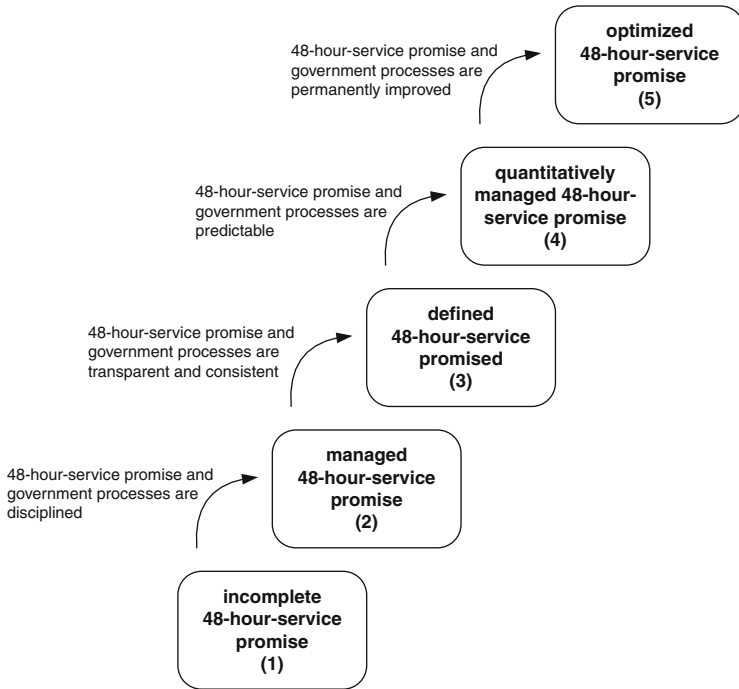 optimized
48-hour-service
promise
(5)
48-hour-service promise and
government processes are
permanently improved
quantitatively
managed 48-hour-
service promise
(4)
48-hour-service promise and
government processes are
predictable
defined
48-hour-service
promised
(3)
48-hour-service promise and
government processes are
transparent and consistent
managed
48-hour-service
promise
(2)
48-hour-service promise and
government processes are
disciplined
incomplete
48-hour-service
promise
(1)